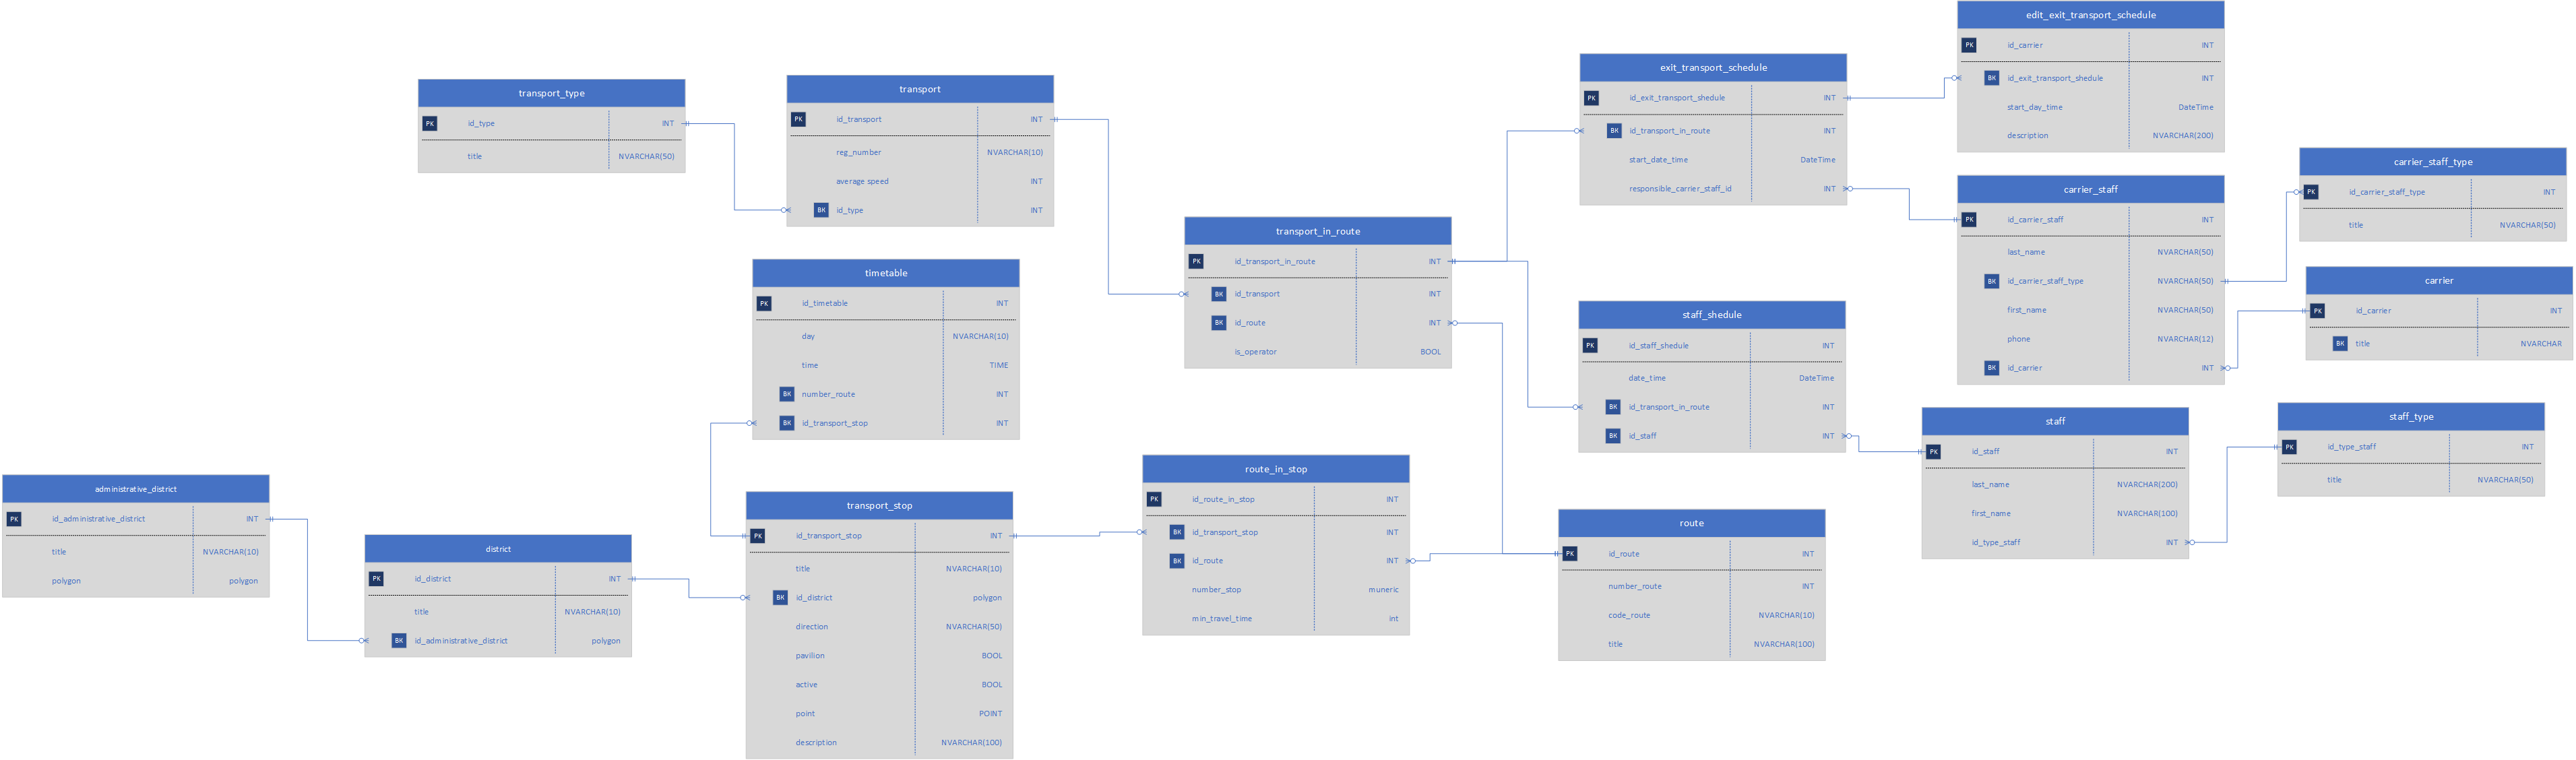 transport_type
PK id_type INT
title NVARCHAR(50)
transport
PK id_transport INT
reg_number NVARCHAR(10)
average speed INT
BK id_type INT
timetable
PK id_timetable INT
day NVARCHAR(10)
time TIME
BK number_route INT
BK id_transport_stop INT
administrative_district
PK id_administrative_district INT
title NVARCHAR(10)
polygon polygon
district
PK id_district INT
title NVARCHAR(10)
BK id_administrative_district polygon
transport_stop
PK id_transport_stop INT
title NVARCHAR(10)
BK id_district polygon
direction NVARCHAR(50)
pavilion BOOL
active BOOL
point POINT
description NVARCHAR(100)
transport_in_route
PK id_transport_in_route INT
BK id_transport INT
BK id_route INT
is_operator BOOL
route_in_stop
PK id_route_in_stop INT
BK id_transport_stop INT
BK id_route INT
number_stop muneric
min_travel_time int
exit_transport_schedule
PK id_exit_transport_shedule INT
BK id_transport_in_route INT
start_date_time DateTime
responsible_carrier_staff_id INT
staff_shedule
PK id_staff_shedule INT
date_time DateTime
BK id_transport_in_route INT
BK id_staff INT
route
PK id_route INT
number_route INT
code_route NVARCHAR(10)
title NVARCHAR(100)
edit_exit_transport_schedule
PK id_carrier INT
BK id_exit_transport_shedule INT
start_day_time DateTime
description NVARCHAR(200)
carrier_staff
PK id_carrier_staff INT
last_name NVARCHAR(50)
BK id_carrier_staff_type NVARCHAR(50)
first_name NVARCHAR(50)
phone NVARCHAR(12)
BK id_carrier INT
staff
PK id_staff INT
last_name NVARCHAR(200)
first_name NVARCHAR(100)
id_type_staff INT
carrier_staff_type
PK id_carrier_staff_type INT
title NVARCHAR(50)
carrier
PK id_carrier INT
BK title NVARCHAR
staff_type
PK id_type_staff INT
title NVARCHAR(50)